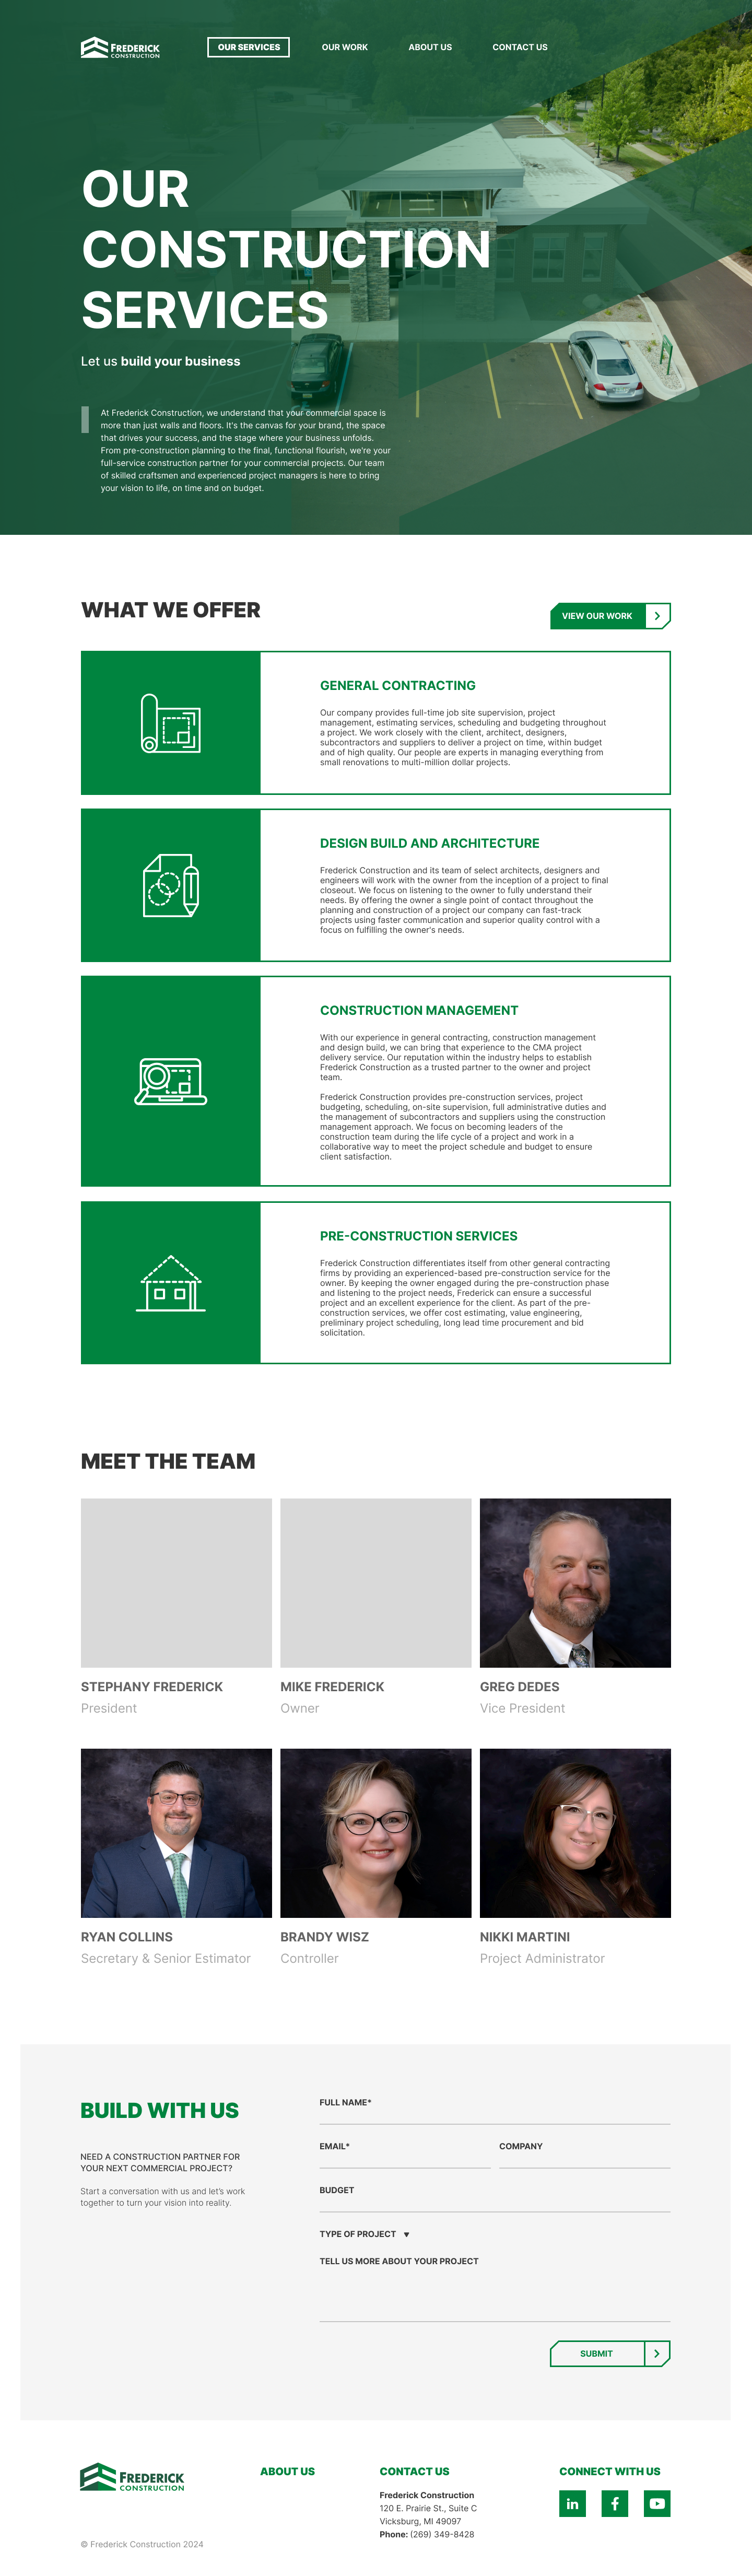 FREDERICK
CONSTRUCTION
OUR SERVICES
OUR WORK
ABOUT US
CONTACT US
OUR
CONSTRUCTION
SERVICES
Let us build your business
At Frederick Construction, we understand that your commercial space is
more than just walls and floors. It's the canvas for your brand, the space
that drives your success, and the stage where your business unfolds.
From pre-construction planning to the final, functional flourish, we're your
full-service construction partner for your commercial projects. Our team
of skilled craftsmen and experienced project managers is here to bring
your vision to life, on time and on budget.
WHAT WE OFFER
VIEW OUR WORK
GENERAL CONTRACTING
Our company provides full-time job site supervision, project
management, estimating services, scheduling and budgeting throughout
a project. We work closely with the client, architect, designers,
subcontractors and suppliers to deliver a project on time, within budget
and of high quality. Our people are experts in managing everything from
small renovations to multi-million dollar projects.
DESIGN BUILD AND ARCHITECTURE
Frederick Construction and its team of select architects, designers and
engineers will work with the owner from the inception of a project to final
closeout. We focus on listening to the owner to fully understand their
needs. By offering the owner a single point of contact throughout the
planning and construction of a project our company can fast-track
projects using faster communication and superior quality control with a
focus on fulfilling the owner's needs.
CONSTRUCTION MANAGEMENT
With our experience in general contracting, construction management
and design build, we can bring that experience to the CMA project
delivery service. Our reputation within the industry helps to establish
Frederick Construction as a trusted partner to the owner and project
team.
Frederick Construction provides pre-construction services, project
budgeting, scheduling, on-site supervision, full administrative duties and
the management of subcontractors and suppliers using the construction
management approach. We focus on becoming leaders of the
construction team during the life cycle of a project and work in a
collaborative way to meet the project schedule and budget to ensure
client satisfaction.
PRE-CONSTRUCTION SERVICES
Frederick Construction differentiates itself from other general contracting
firms by providing an experienced-based pre-construction service for the
owner. By keeping the owner engaged during the pre-construction phase
and listening to the project needs, Frederick can ensure a successful
project and an excellent experience for the client. As part of the pre-
construction services, we offer cost estimating, value engineering,
preliminary project scheduling, long lead time procurement and bid
solicitation.
MEET THE TEAM
STEPHANY FREDERICK
President
MIKE FREDERICK
Owner
GREG DEDES
Vice President
RYAN COLLINS
Secretary & Senior Estimator
BRANDY WISZ
Controller
NIKKI MARTINI
Project Administrator
BUILD WITH US
NEED A CONSTRUCTION PARTNER FOR
YOUR NEXT COMMERCIAL PROJECT?
Start a conversation with us and let's work
together to turn your vision into reality.
FULL NAME*
EMAIL*
COMPANY
BUDGET
TYPE OF PROJECT
TELL US MORE ABOUT YOUR PROJECT
SUBMIT
FREDERICK
CONSTRUCTION
© Frederick Construction 2024
ABOUT US
CONTACT US
Frederick Construction
120 E. Prairie St., Suite C
Vicksburg, MI 49097
Phone: (269) 349-8428
CONNECT WITH US
in
f